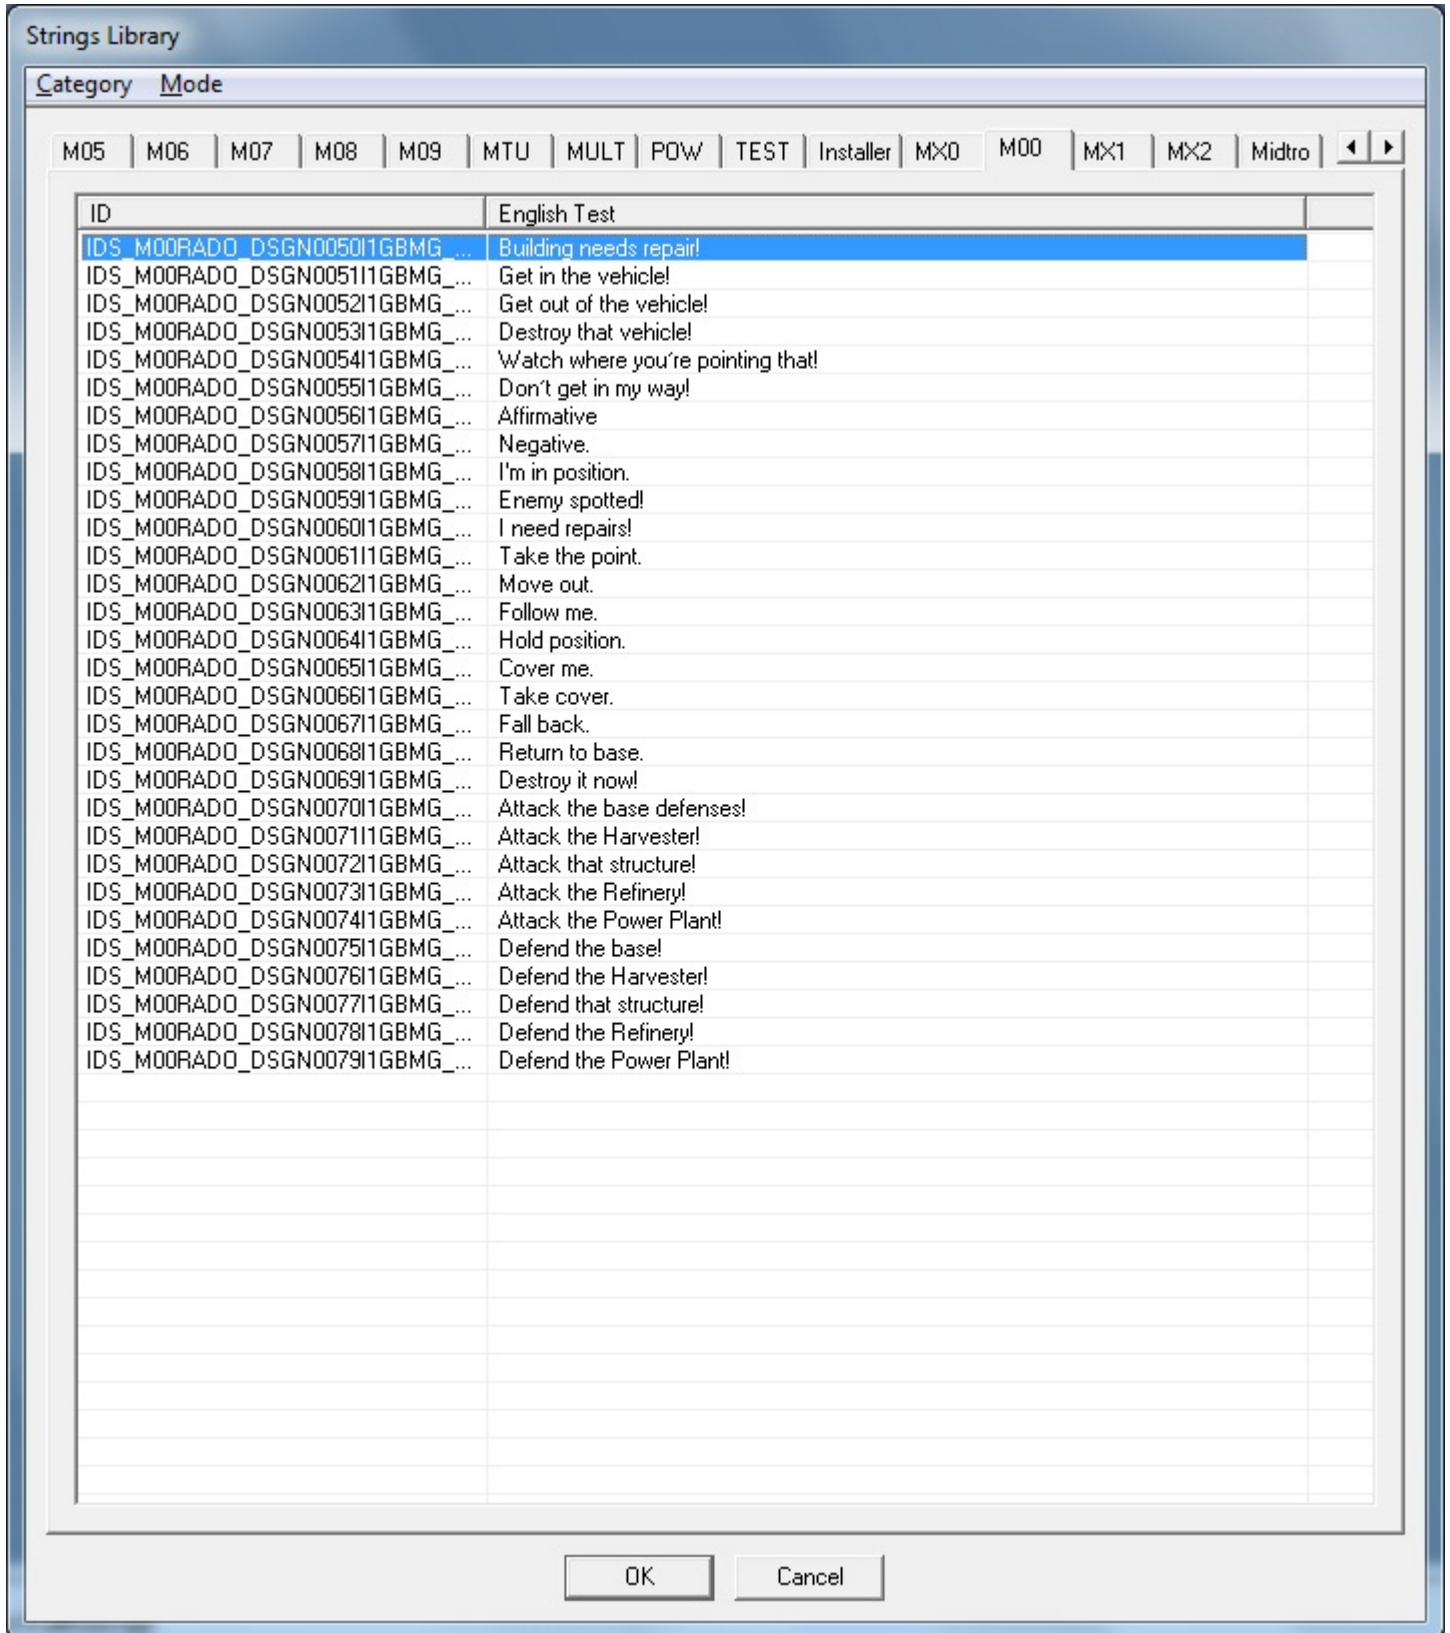 Strings Library
Category Mode
M05 M06 M07 M08 M09 MTU MULT POW TEST Installer MX0 M00 MX1 MX2 Midtro
ID English Test
IDS_M00RADO_DSGN0050I1GBMG_... Building needs repair!
IDS_M00RADO_DSGN0051I1GBMG_... Get in the vehicle!
IDS_M00RADO_DSGN0052I1GBMG_... Get out of the vehicle!
IDS_M00RADO_DSGN0053I1GBMG_... Destroy that vehicle!
IDS_M00RADO_DSGN0054I1GBMG_... Watch where you´re pointing that!
IDS_M00RADO_DSGN0055I1GBMG_... Don´t get in my way!
IDS_M00RADO_DSGN0056I1GBMG_... Affirmative
IDS_M00RADO_DSGN0057I1GBMG_... Negative.
IDS_M00RADO_DSGN0058I1GBMG_... I'm in position.
IDS_M00RADO_DSGN0059I1GBMG_... Enemy spotted!
IDS_M00RADO_DSGN0060I1GBMG_... I need repairs!
IDS_M00RADO_DSGN0061I1GBMG_... Take the point.
IDS_M00RADO_DSGN0062I1GBMG_... Move out.
IDS_M00RADO_DSGN0063I1GBMG_... Follow me.
IDS_M00RADO_DSGN0064I1GBMG_... Hold position.
IDS_M00RADO_DSGN0065I1GBMG_... Cover me.
IDS_M00RADO_DSGN0066I1GBMG_... Take cover.
IDS_M00RADO_DSGN0067I1GBMG_... Fall back.
IDS_M00RADO_DSGN0068I1GBMG_... Return to base.
IDS_M00RADO_DSGN0069I1GBMG_... Destroy it now!
IDS_M00RADO_DSGN0070I1GBMG_... Attack the base defenses!
IDS_M00RADO_DSGN0071I1GBMG_... Attack the Harvester!
IDS_M00RADO_DSGN0072I1GBMG_... Attack that structure!
IDS_M00RADO_DSGN0073I1GBMG_... Attack the Refinery!
IDS_M00RADO_DSGN0074I1GBMG_... Attack the Power Plant!
IDS_M00RADO_DSGN0075I1GBMG_... Defend the base!
IDS_M00RADO_DSGN0076I1GBMG_... Defend the Harvester!
IDS_M00RADO_DSGN0077I1GBMG_... Defend that structure!
IDS_M00RADO_DSGN0078I1GBMG_... Defend the Refinery!
IDS_M00RADO_DSGN0079I1GBMG_... Defend the Power Plant!
OK Cancel